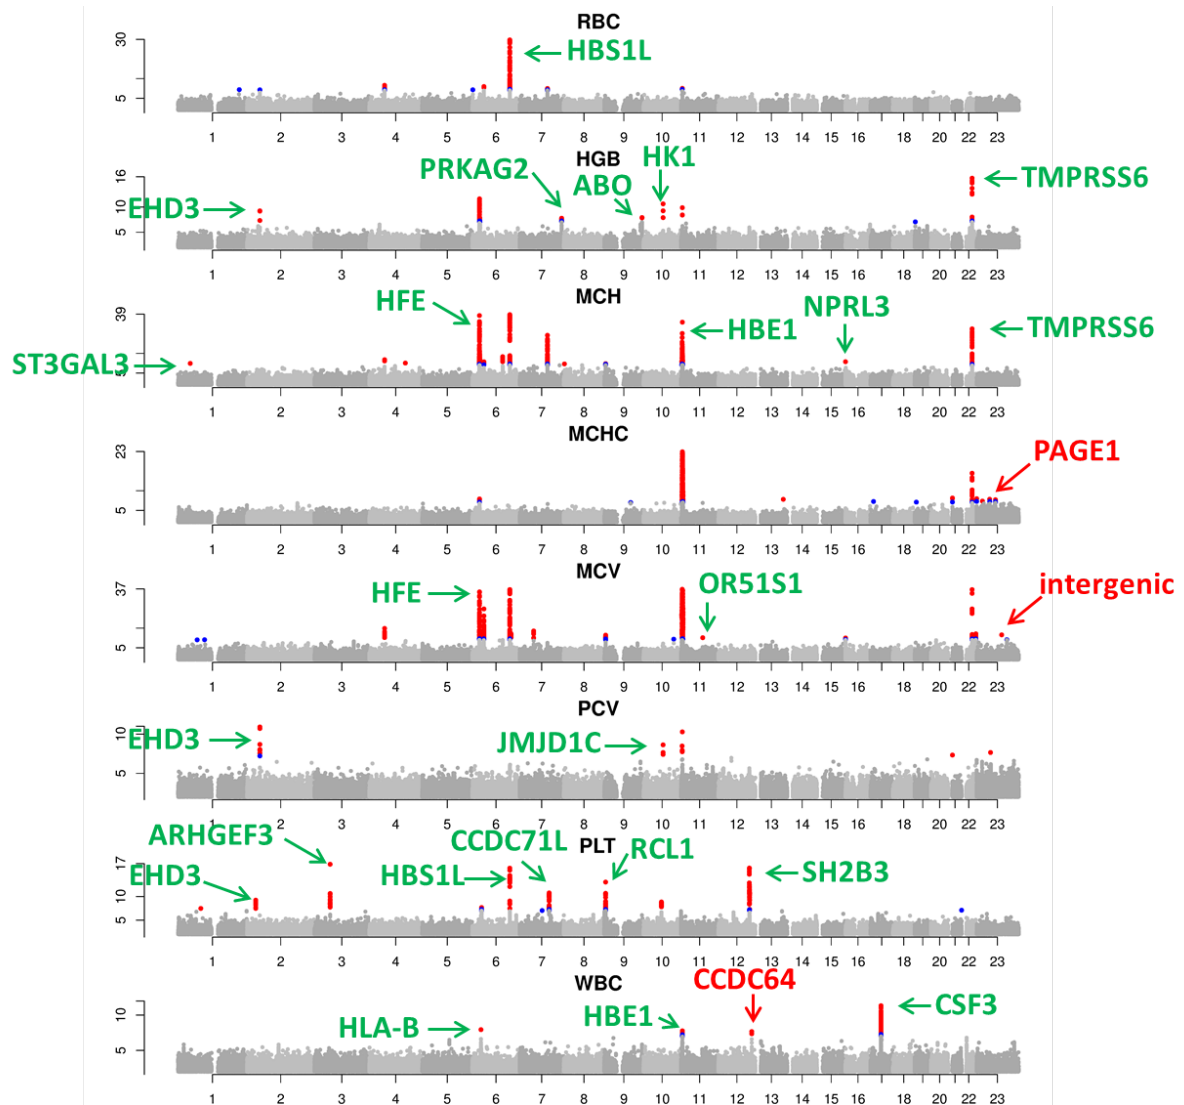 RBC
30
5
HBS1L
1 2 3 4 5 6 7 8 9 10 11 12 13 14 15 16 18 20 22 23
HGB
16
10
5
EHD3
PRKAG2
ABO
HK1
TMPRSS6
1 2 3 4 5 6 7 8 9 10 11 12 13 14 15 16 18 20 22 23
MCH
39
5
ST3GAL3
HFE
HBE1
NPRL3
TMPRSS6
1 2 3 4 5 6 7 8 9 10 11 12 13 14 15 16 18 20 22 23
MCHC
23
5
PAGE1
1 2 3 4 5 6 7 8 9 10 11 12 13 14 15 16 18 20 22 23
MCV
37
5
HFE
OR51S1
intergenic
1 2 3 4 5 6 7 8 9 10 11 12 13 14 15 16 18 20 22 23
PCV
10
5
EHD3
JMJD1C
1 2 3 4 5 6 7 8 9 10 11 12 13 14 15 16 18 20 22 23
PLT
17
10
5
ARHGEF3
EHD3
HBS1L
CCDC71L
RCL1
SH2B3
1 2 3 4 5 6 7 8 9 10 11 12 13 14 15 16 18 20 22 23
WBC
10
5
HLA-B
HBE1
CCDC64
CSF3
1 2 3 4 5 6 7 8 9 10 11 12 13 14 15 16 18 20 22 23